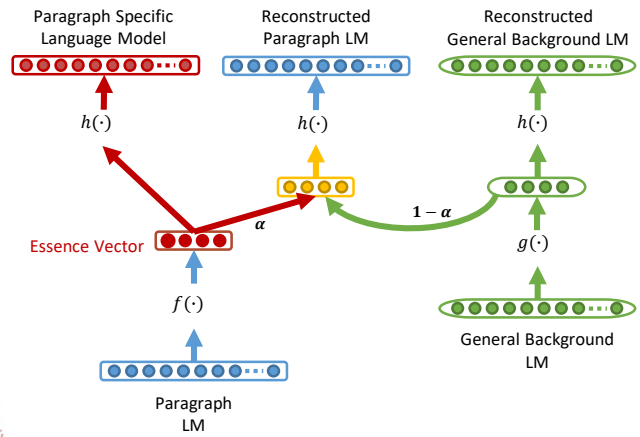 Paragraph Specific
Language Model
Reconstructed
Paragraph LM
Reconstructed
General Background LM
h(·)
h(·)
h(·)
α
1 − α
Essence Vector
f(·)
g(·)
General Background
LM
Paragraph
LM